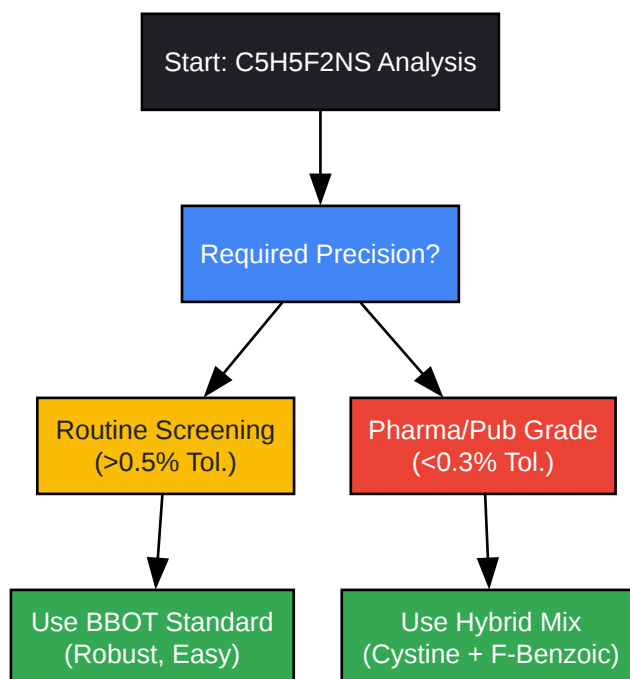 Start: C5H5F2NS Analysis
Required Precision?
Routine Screening
(>0.5% Tol.)
Pharma/Pub Grade
(<0.3% Tol.)
Use BBOT Standard
(Robust, Easy)
Use Hybrid Mix
(Cystine + F-Benzoic)